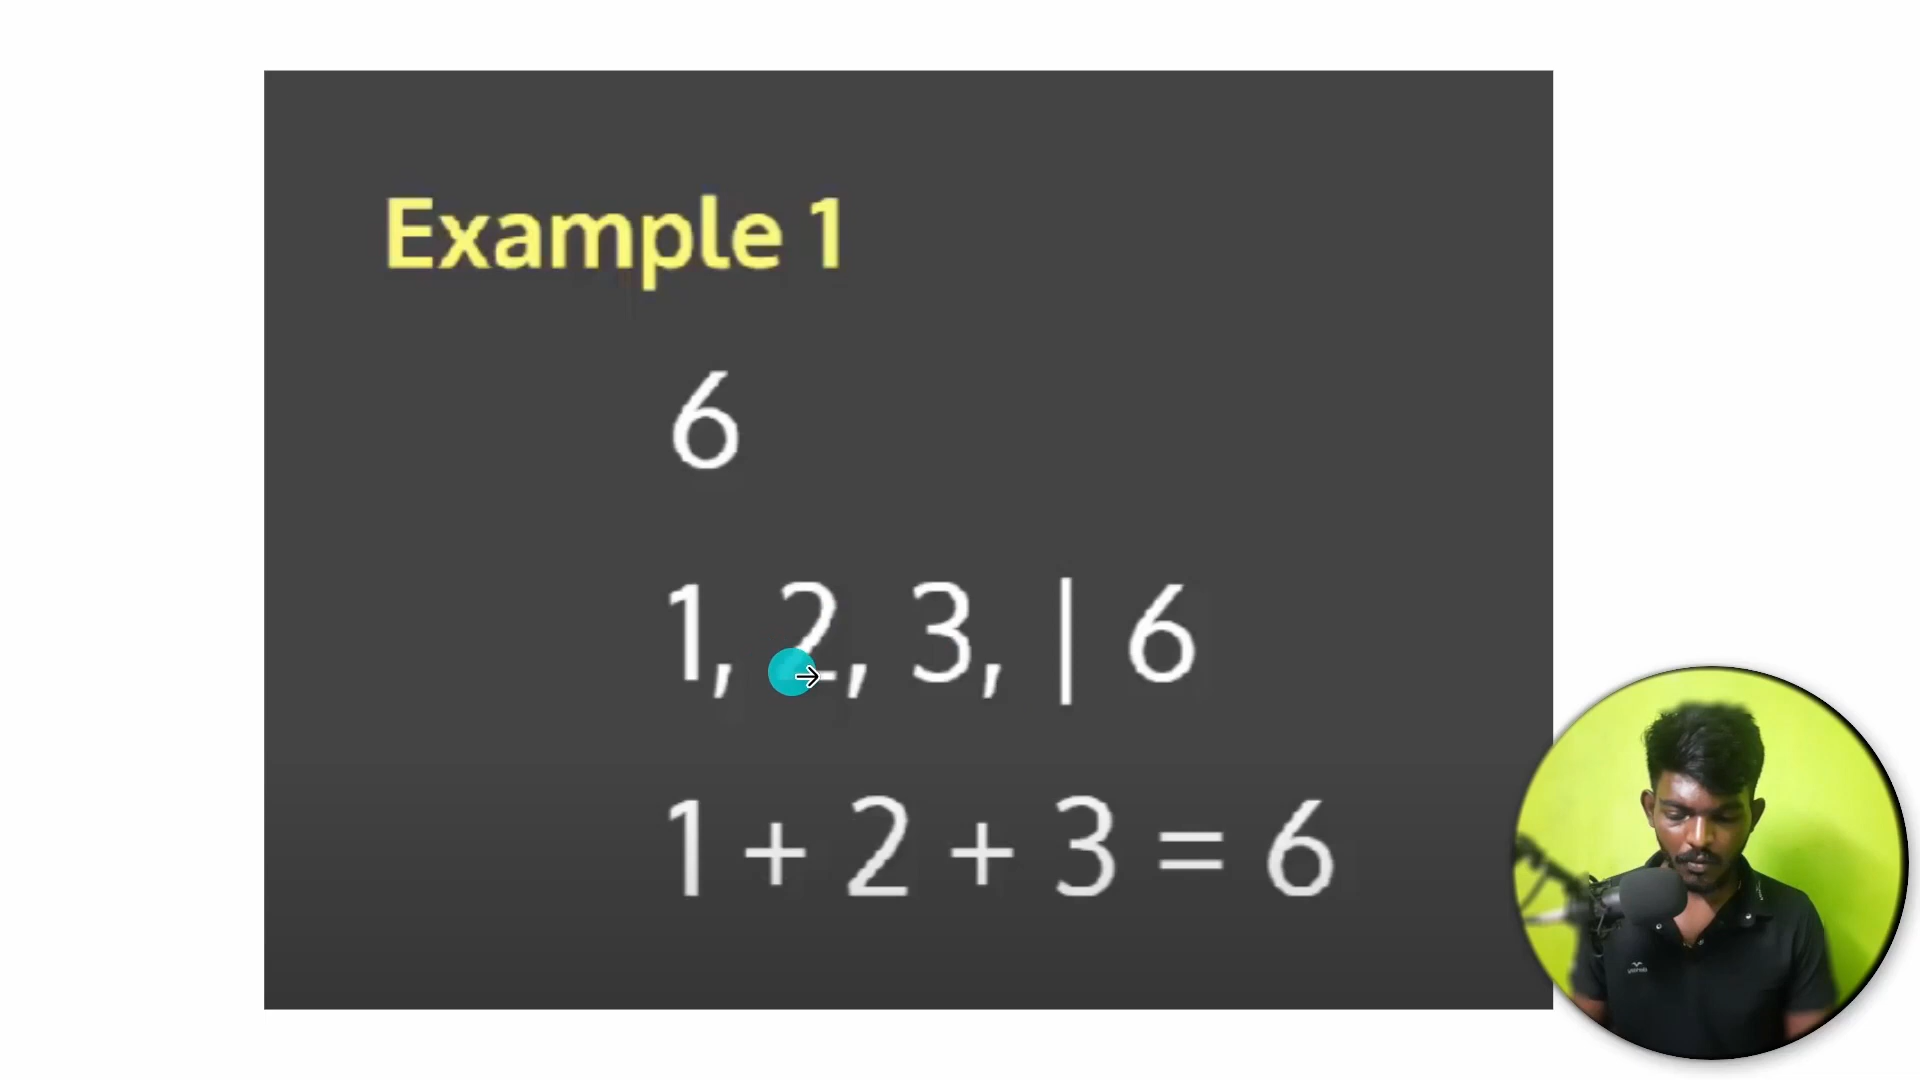 Example 1
6
1, 2, 3, | 6
1 + 2 + 3 = 6